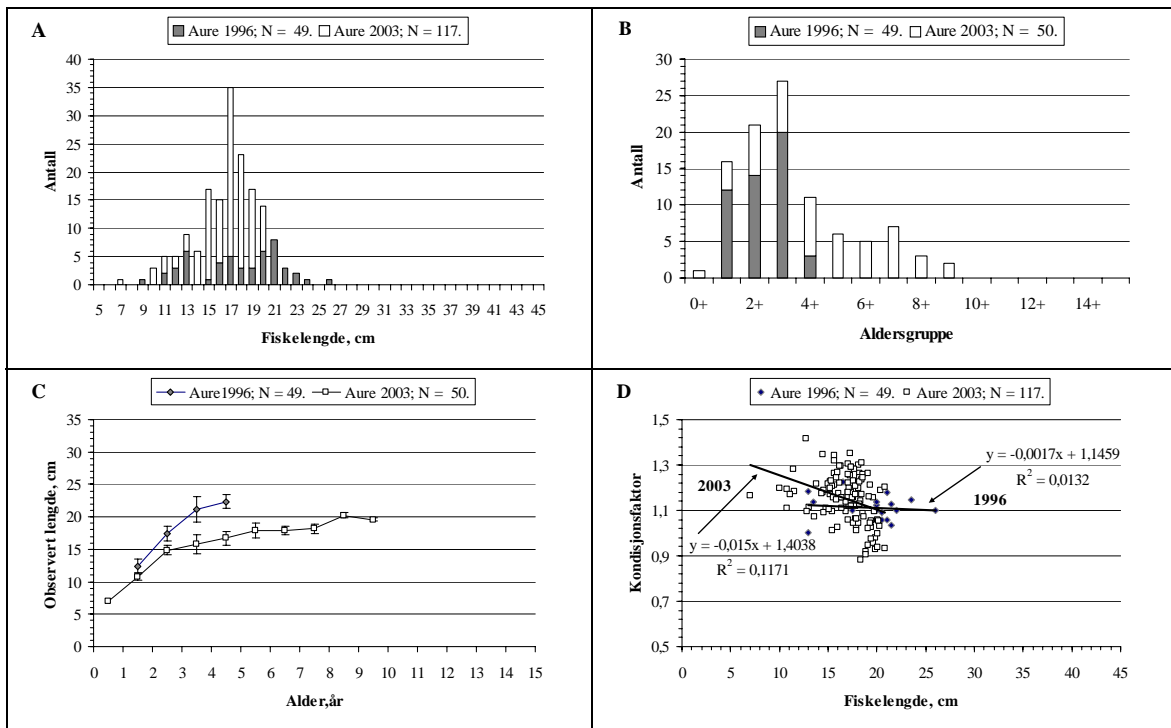 A
Aure 1996; N = 49. Aure 2003; N = 117.
40
35
30
25
20
15
10
5
0
Antall
5 7 9 11 13 15 17 19 21 23 25 27 29 31 33 35 37 39 41 43 45
Fiskelengde, cm
B
Aure 1996; N = 49. Aure 2003; N = 50.
30
25
20
15
10
5
0
Antall
0+ 2+ 4+ 6+ 8+ 10+ 12+ 14+
Aldersgruppe
C
Aure1996; N = 49. Aure 2003; N = 50.
35
30
25
20
15
10
5
0
Observert lengde, cm
0 1 2 3 4 5 6 7 8 9 10 11 12 13 14 15
Alder,år
D
Aure 1996; N = 49. Aure 2003; N = 117.
1,5
1,3
1,1
0,9
0,7
0,5
Kondisjonsfaktor
y = -0,0017x + 1,1459
R² = 0,0132
2003
1996
y = -0,015x + 1,4038
R² = 0,1171
0 5 10 15 20 25 30 35 40 45
Fiskelengde, cm